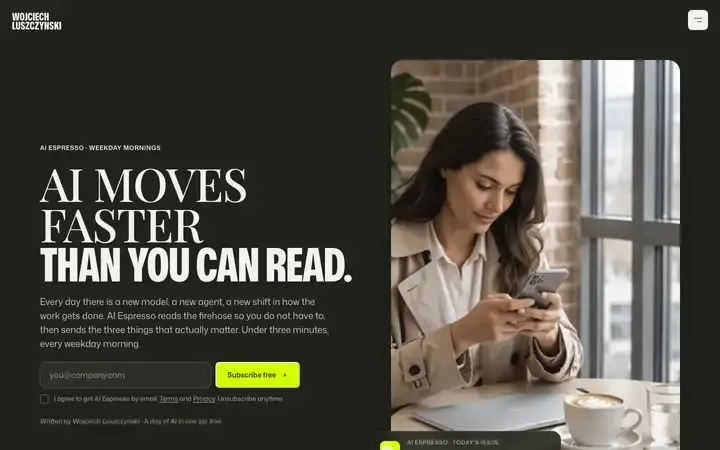 WOJCIECH
LUSZCZYNSKI
AI ESPRESSO · WEEKDAY MORNINGS
AI MOVES
FASTER
THAN YOU CAN READ.
Every day there is a new model, a new agent, a new shift in how the
work gets done. AI Espresso reads the firehose so you do not have to,
then sends the three things that actually matter. Under three minutes,
every weekday morning.
you@company.com
Subscribe free
I agree to get AI Espresso by email. Terms and Privacy. Unsubscribe anytime.
Written by Wojciech Luszczynski · A day of AI in one sip, free
AI ESPRESSO · TODAY'S ISSUE